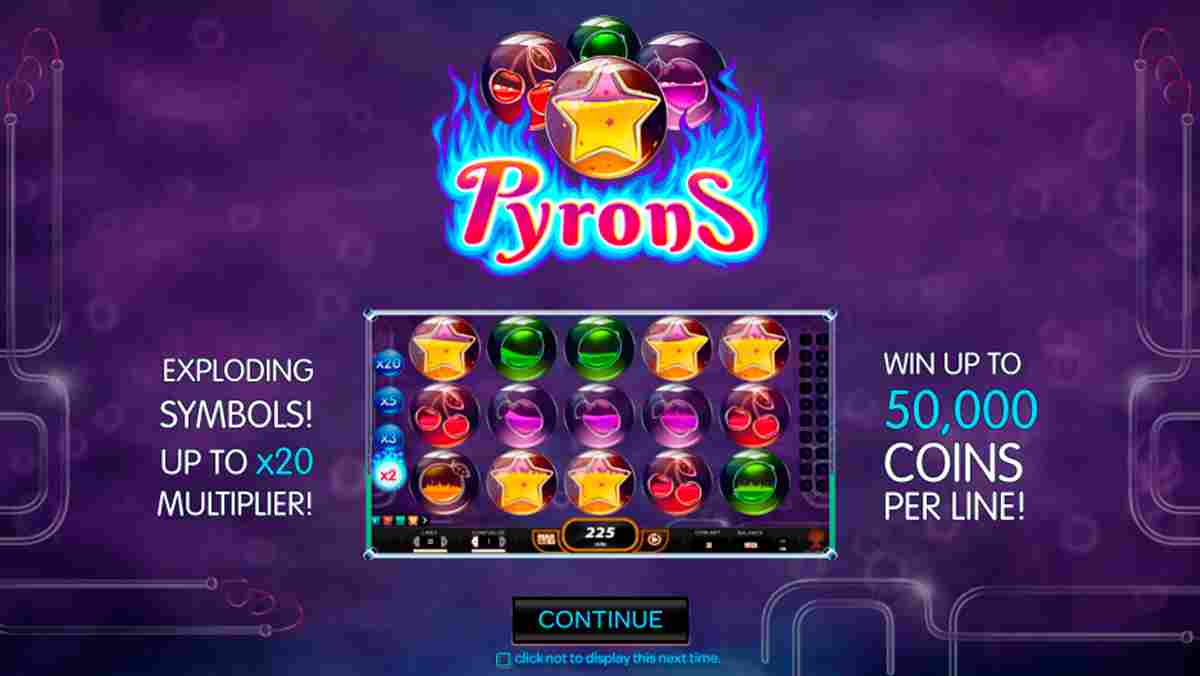 Pyrons
EXPLODING
SYMBOLS!
UP TO x20
MULTIPLIER!
x20
x5
x3
x2
225
WIN UP TO
50,000
COINS
PER LINE!
CONTINUE
click not to display this next time.